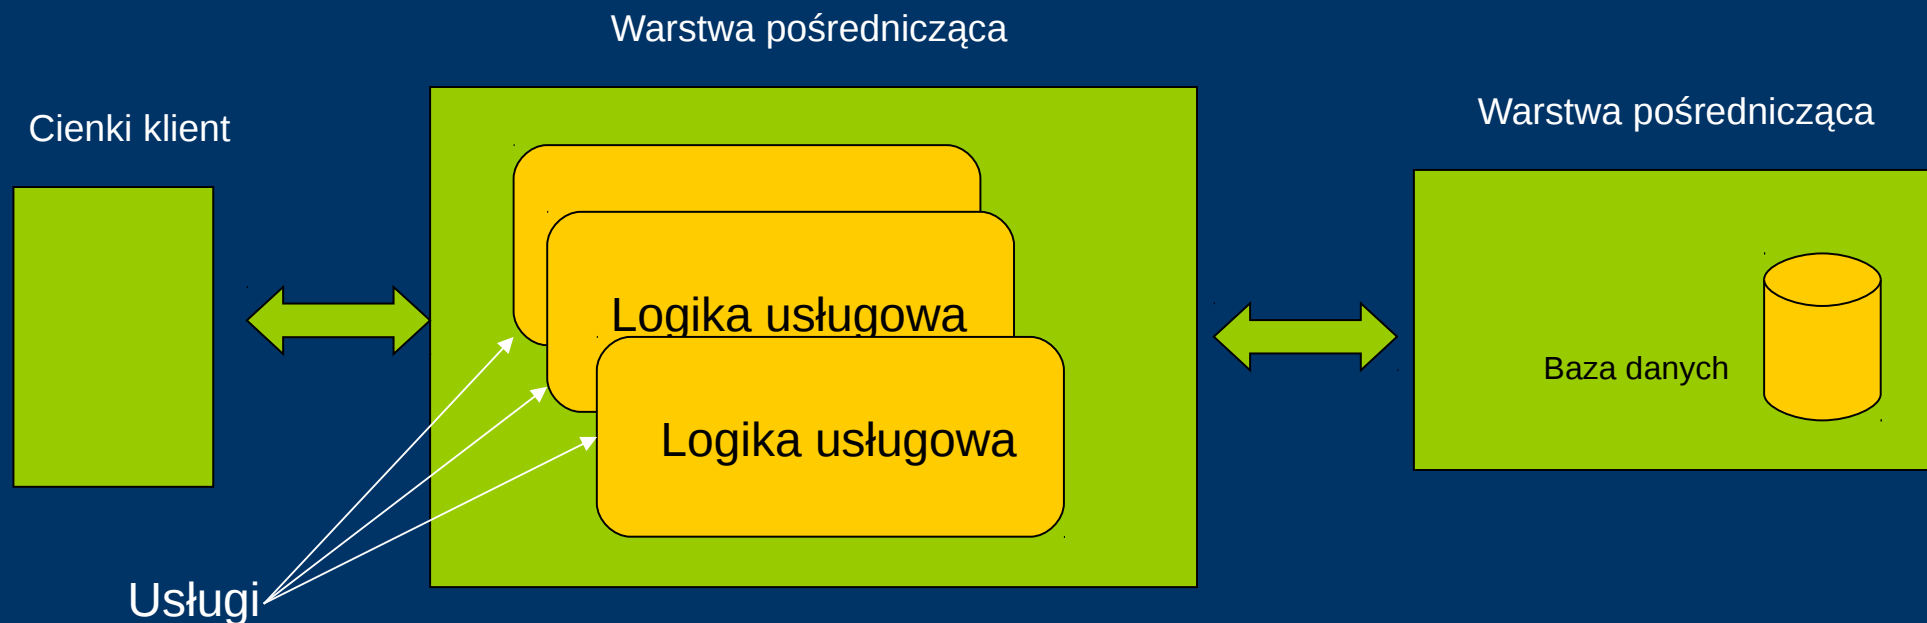 Warstwa pośrednicząca
Cienki klient
Warstwa pośrednicząca
Logika usługowa
Logika usługowa
Baza danych
Usługi